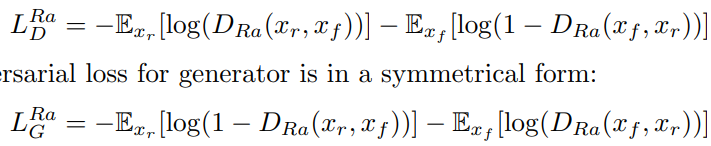 L_D^{Ra} = −𝔼_{x_r}[log(D_{Ra}(x_r, x_f))] − 𝔼_{x_f}[log(1 − D_{Ra}(x_f, x_r))]
ersarial loss for generator is in a symmetrical form:
L_G^{Ra} = −𝔼_{x_r}[log(1 − D_{Ra}(x_r, x_f))] − 𝔼_{x_f}[log(D_{Ra}(x_f, x_r))]